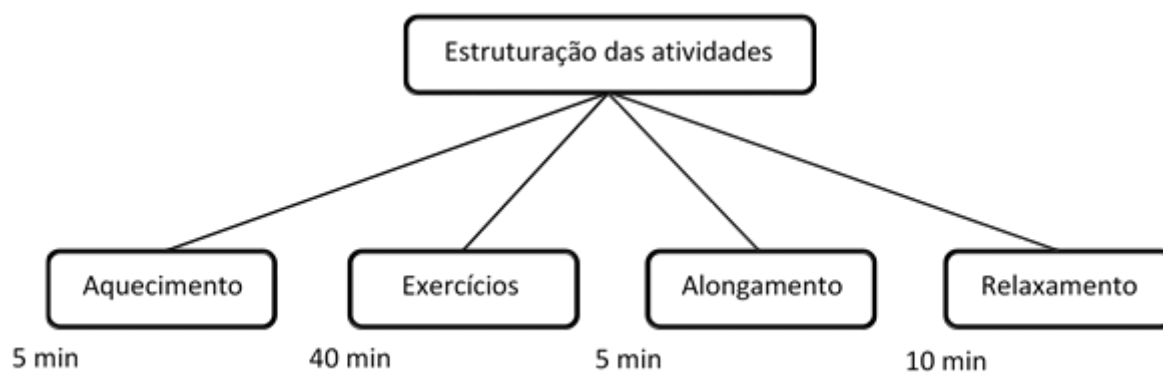 Estruturação das atividades
Aquecimento
Exercícios
Alongamento
Relaxamento
5 min
40 min
5 min
10 min